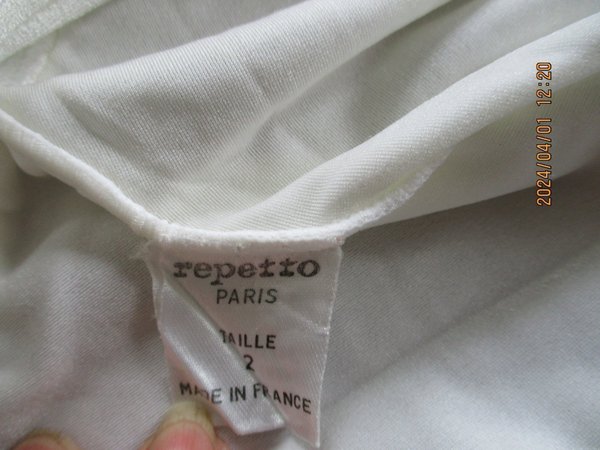 repetto
PARIS
TAILLE
2
MADE IN FRANCE
2024/04/01 12:20